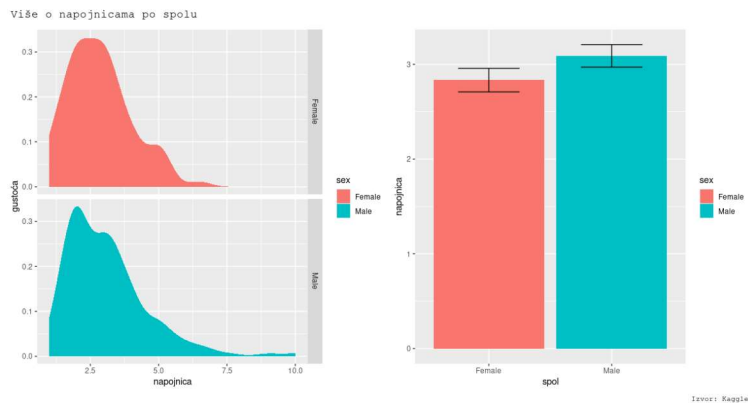 Više o napojnicama po spolu
gustoća
0.3
0.2
0.1
0.0
Female
0.3
0.2
0.1
0.0
Male
2.5 5.0 7.5 10.0
napojnica
sex
Female
Male
napojnica
3
2
1
0
Female Male
spol
sex
Female
Male
Izvor: Kaggle